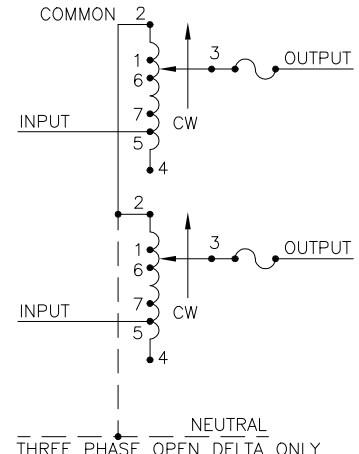 COMMON 2
1
3
OUTPUT
6
7
CW
INPUT
5
4
2
1
3
OUTPUT
6
7
CW
INPUT
5
4
NEUTRAL
THREE PHASE OPEN DELTA ONLY